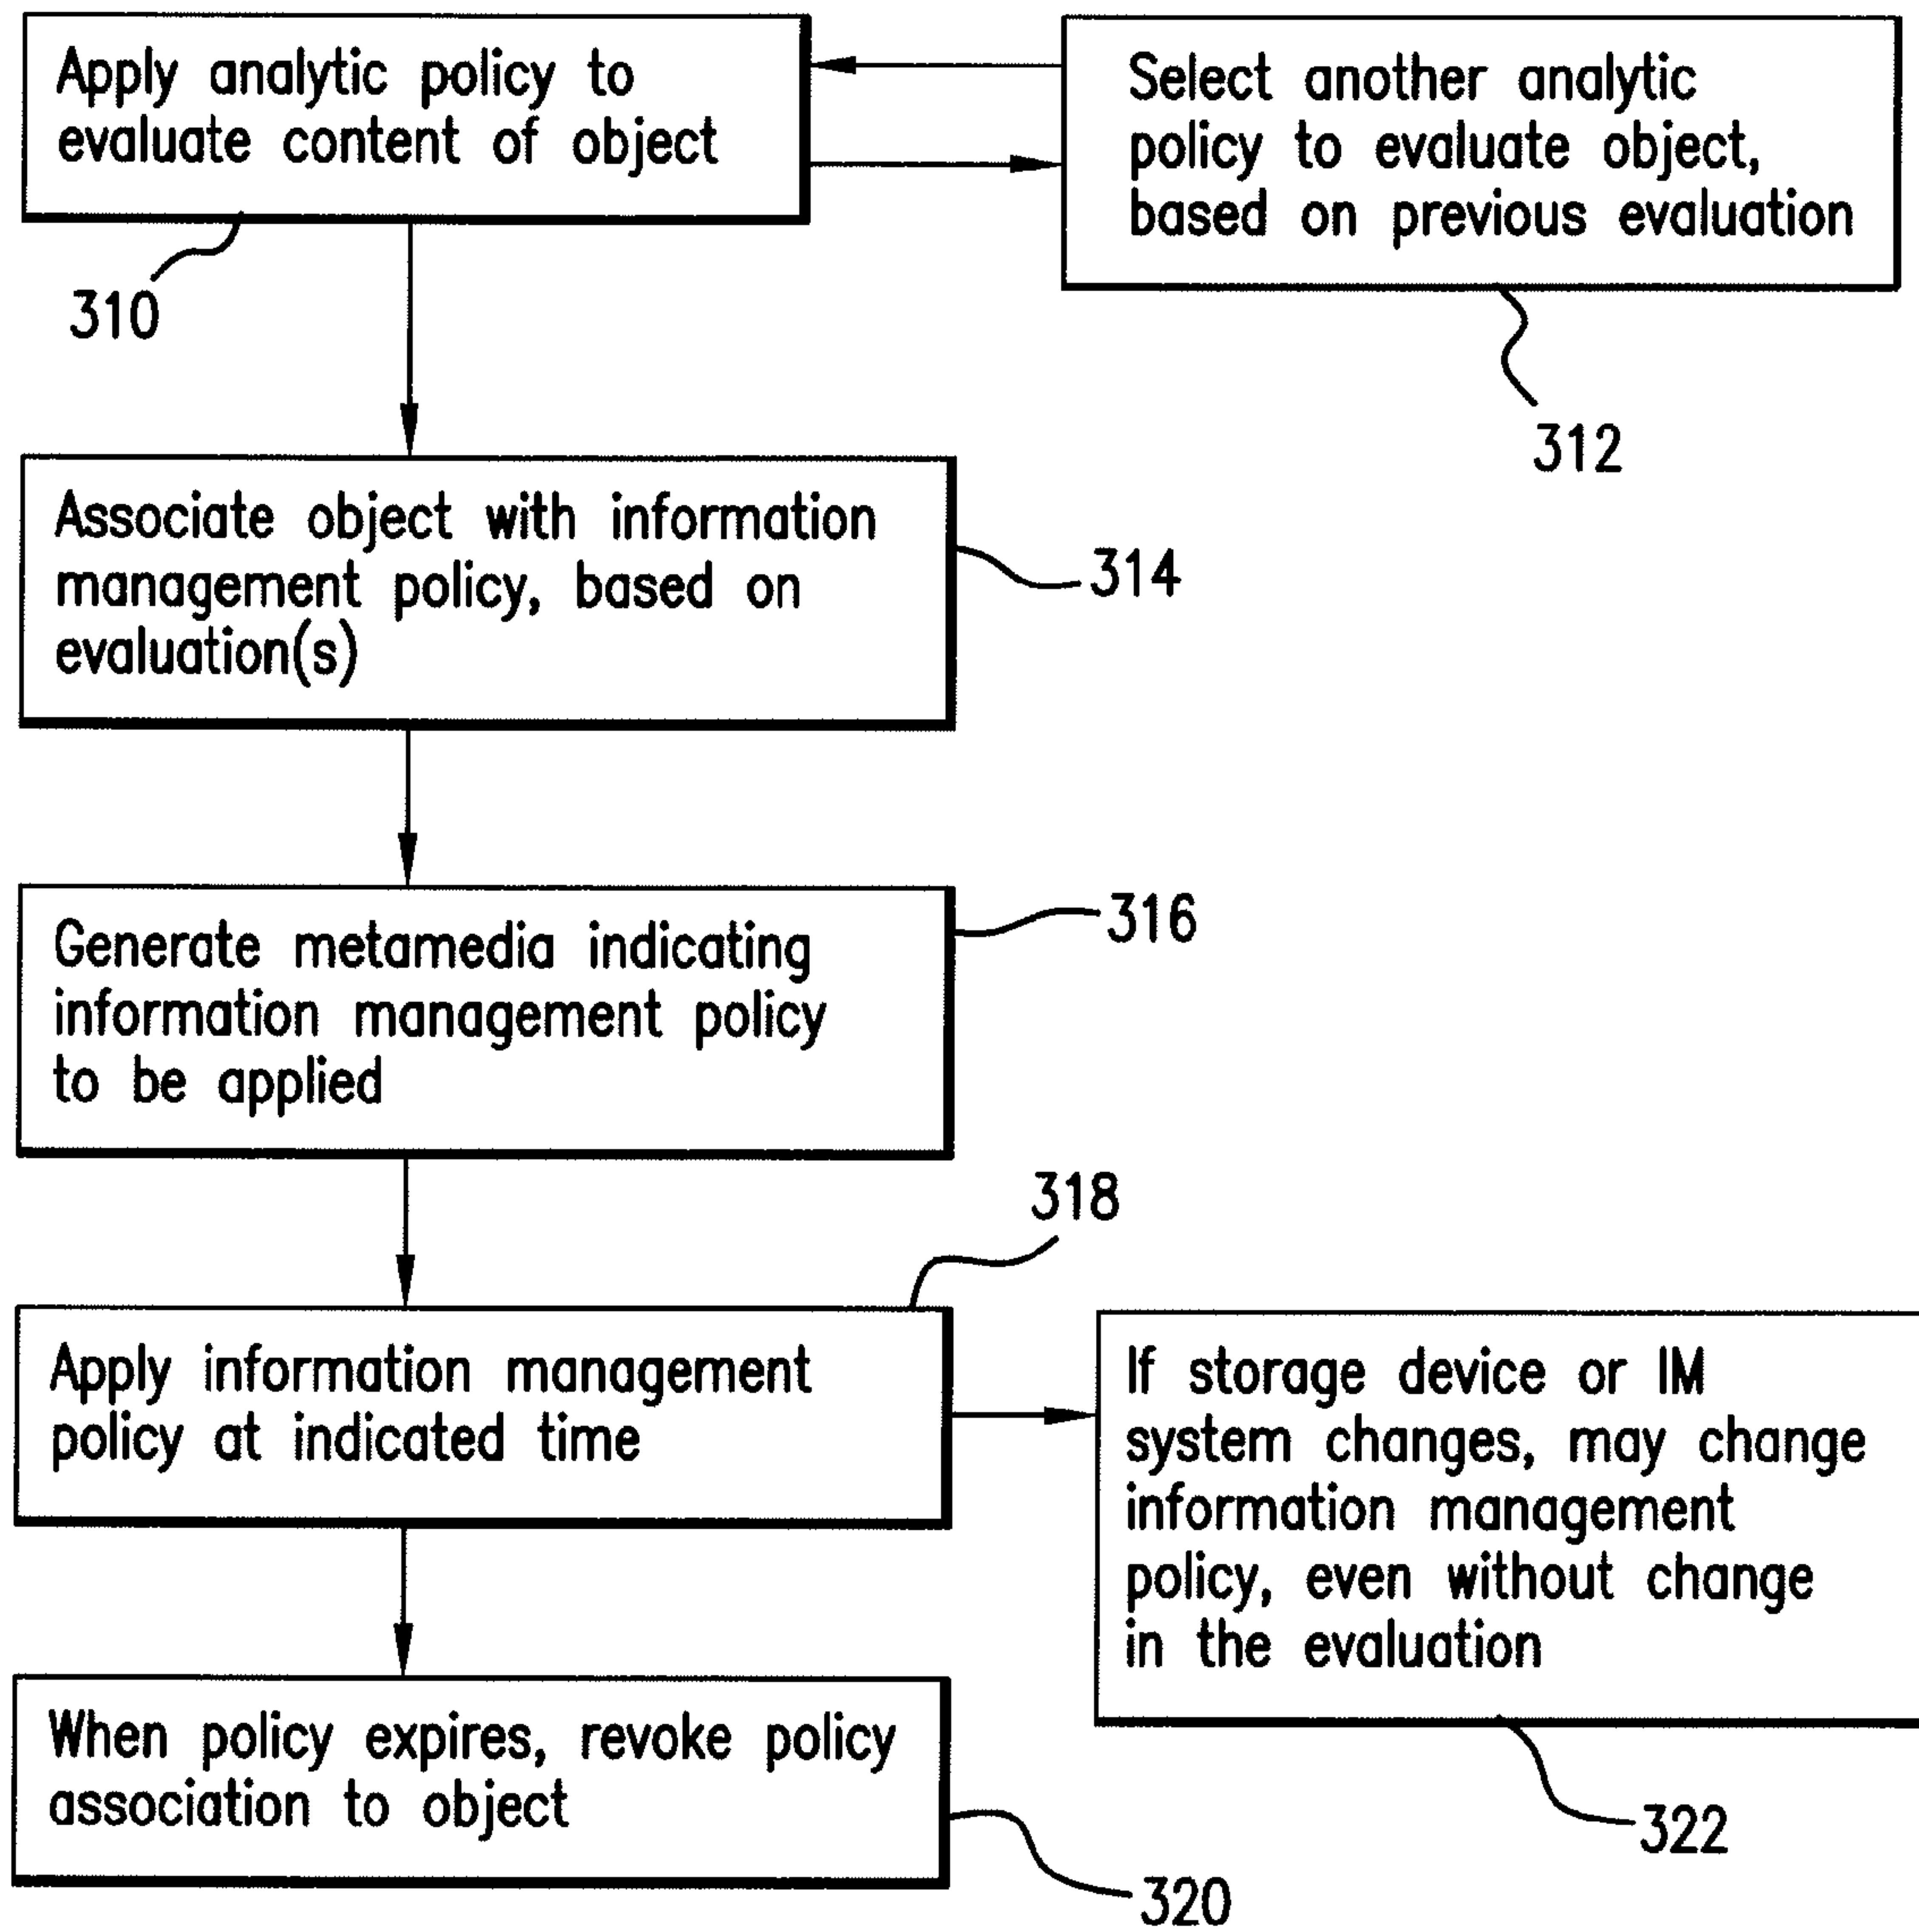 Apply analytic policy to
evaluate content of object
310
Select another analytic
policy to evaluate object,
based on previous evaluation
312
Associate object with information
management policy, based on
evaluation(s)
314
Generate metamedia indicating
information management policy
to be applied
316
318
Apply information management
policy at indicated time
If storage device or IM
system changes, may change
information management
policy, even without change
in the evaluation
322
When policy expires, revoke policy
association to object
320